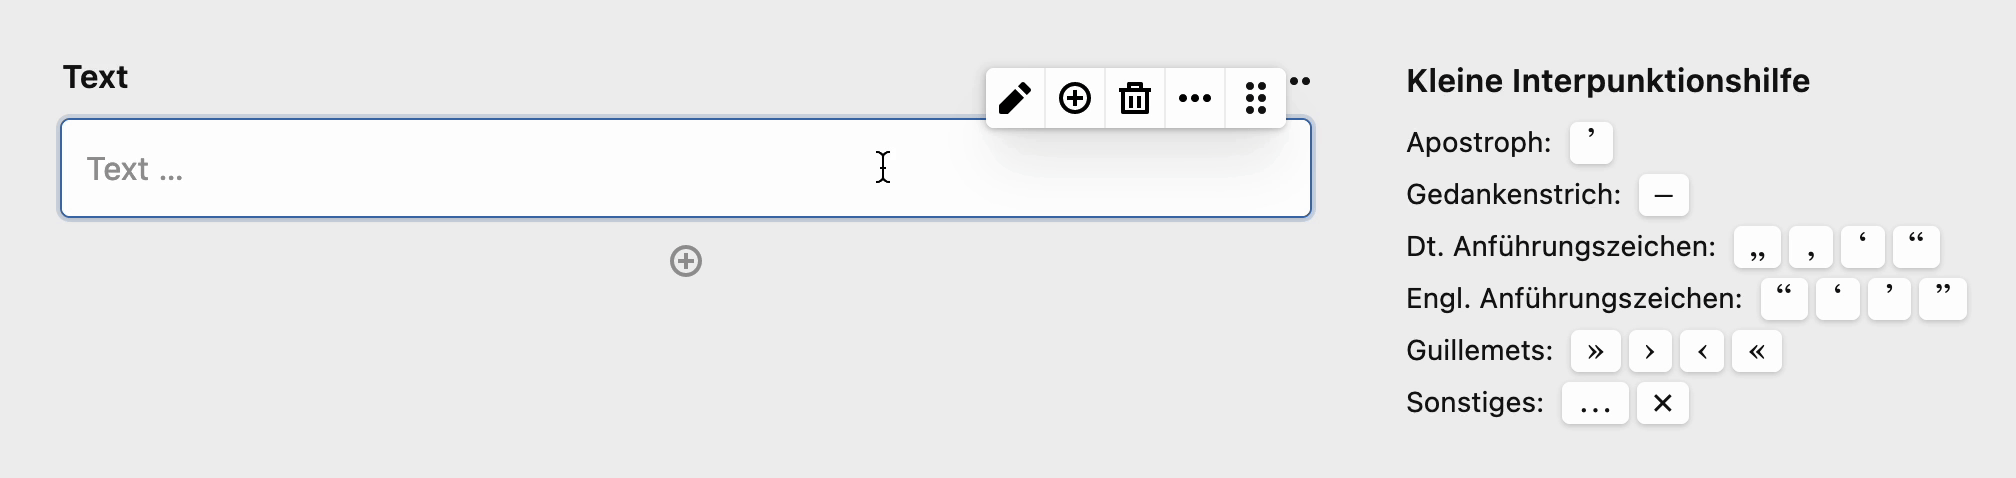 Text
Text ...
Kleine Interpunktionshilfe
Apostroph: ’
Gedankenstrich: –
Dt. Anführungszeichen: „ ‚ ‘ “
Engl. Anführungszeichen: “ ‘ ’ ”
Guillemets: » › ‹ «
Sonstiges: … ×